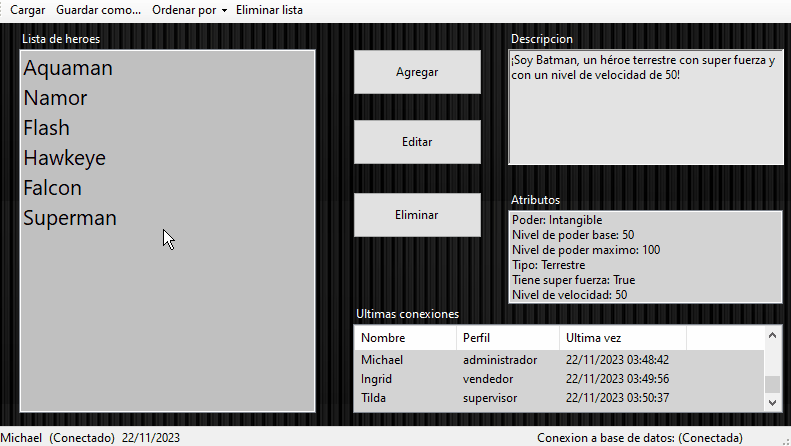 Cargar Guardar como... Ordenar por Eliminar lista
Lista de heroes
Aquaman
Namor
Flash
Hawkeye
Falcon
Superman
Agregar
Editar
Eliminar
Descripcion
¡Soy Batman, un héroe terrestre con super fuerza y
con un nivel de velocidad de 50!
Atributos
Poder: Intangible
Nivel de poder base: 50
Nivel de poder maximo: 100
Tipo: Terrestre
Tiene super fuerza: True
Nivel de velocidad: 50
Ultimas conexiones
Nombre Perfil Ultima vez
Michael administrador 22/11/2023 03:48:42
Ingrid vendedor 22/11/2023 03:49:56
Tilda supervisor 22/11/2023 03:50:37
Michael (Conectado) 22/11/2023 Conexion a base de datos: (Conectada)